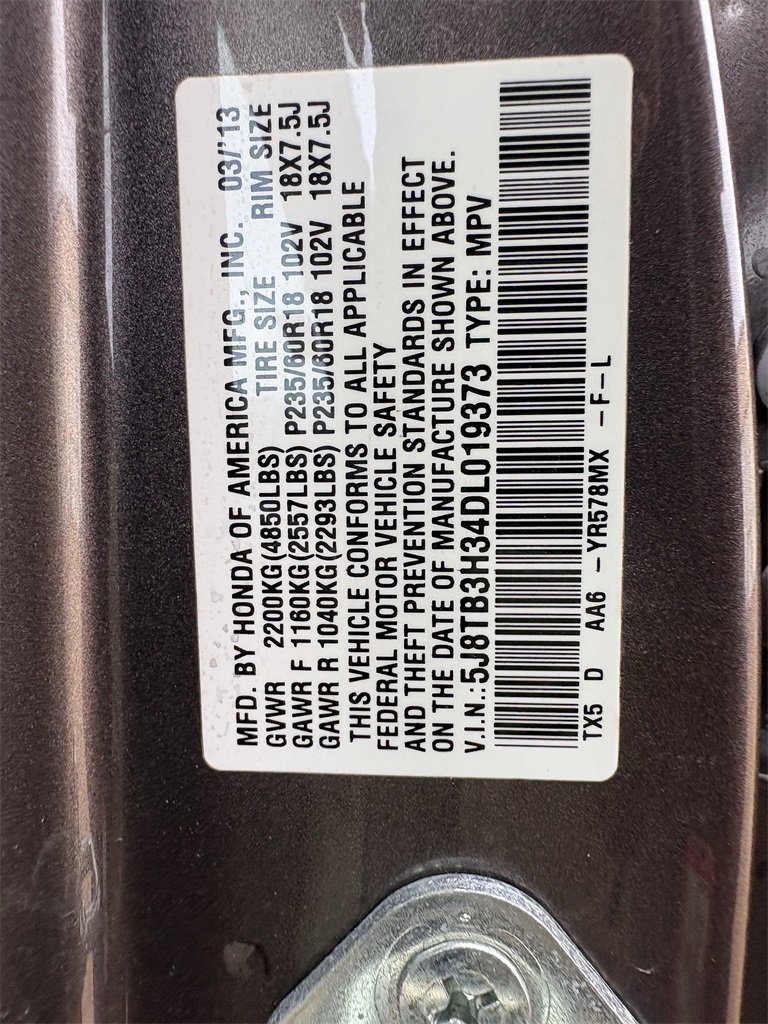 MFD. BY HONDA OF AMERICA MFG., INC. 03/'13
GVWR 2200KG(4850LBS) TIRE SIZE RIM SIZE
GAWR F 1160KG(2557LBS) P235/60R18 102V 18X7.5J
GAWR R 1040KG(2293LBS) P235/60R18 102V 18X7.5J
THIS VEHICLE CONFORMS TO ALL APPLICABLE
FEDERAL MOTOR VEHICLE SAFETY
AND THEFT PREVENTION STANDARDS IN EFFECT
ON THE DATE OF MANUFACTURE SHOWN ABOVE.
V.I.N.:5J8TB3H34DL019373 TYPE: MPV
TX5 D AA6 -YR578MX -F-L